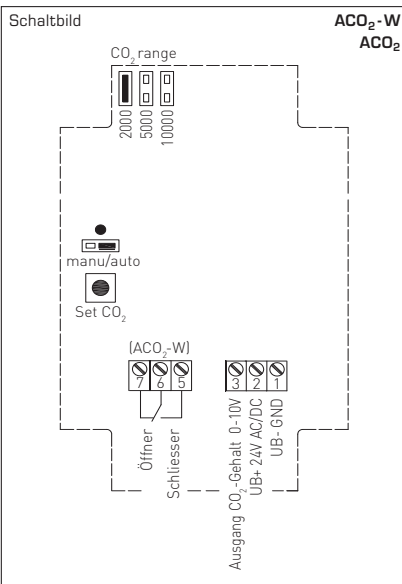 Schaltbild
ACO₂-W
ACO₂
CO₂ range
2000
5000
10000
manu/auto
Set CO₂
(ACO₂-W)
7 6 5
3 2 1
Öffner
Schliesser
Ausgang CO₂-Gehalt 0-10V
UB+ 24V AC/DC
UB- GND